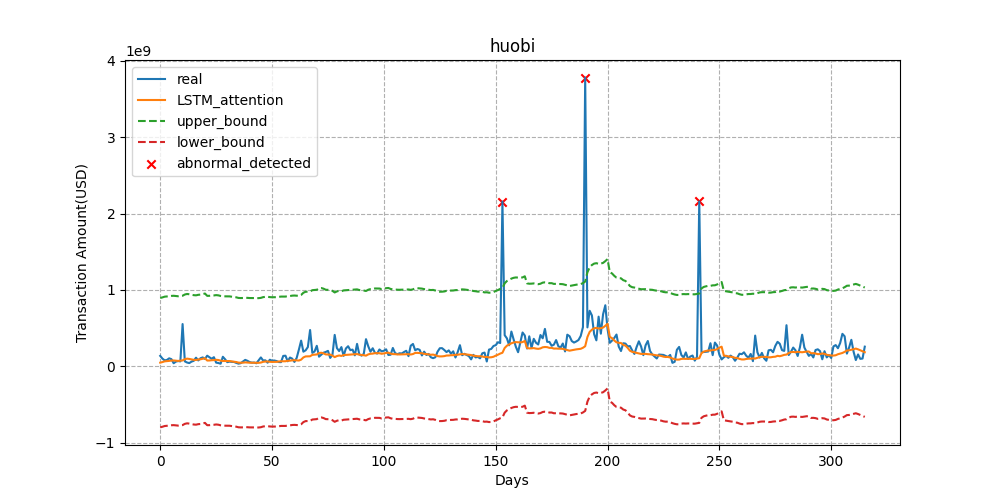 huobi
1e9
real
LSTM_attention
upper_bound
lower_bound
abnormal_detected
4
3
2
1
0
−1
Transaction Amount(USD)
0 50 100 150 200 250 300
Days